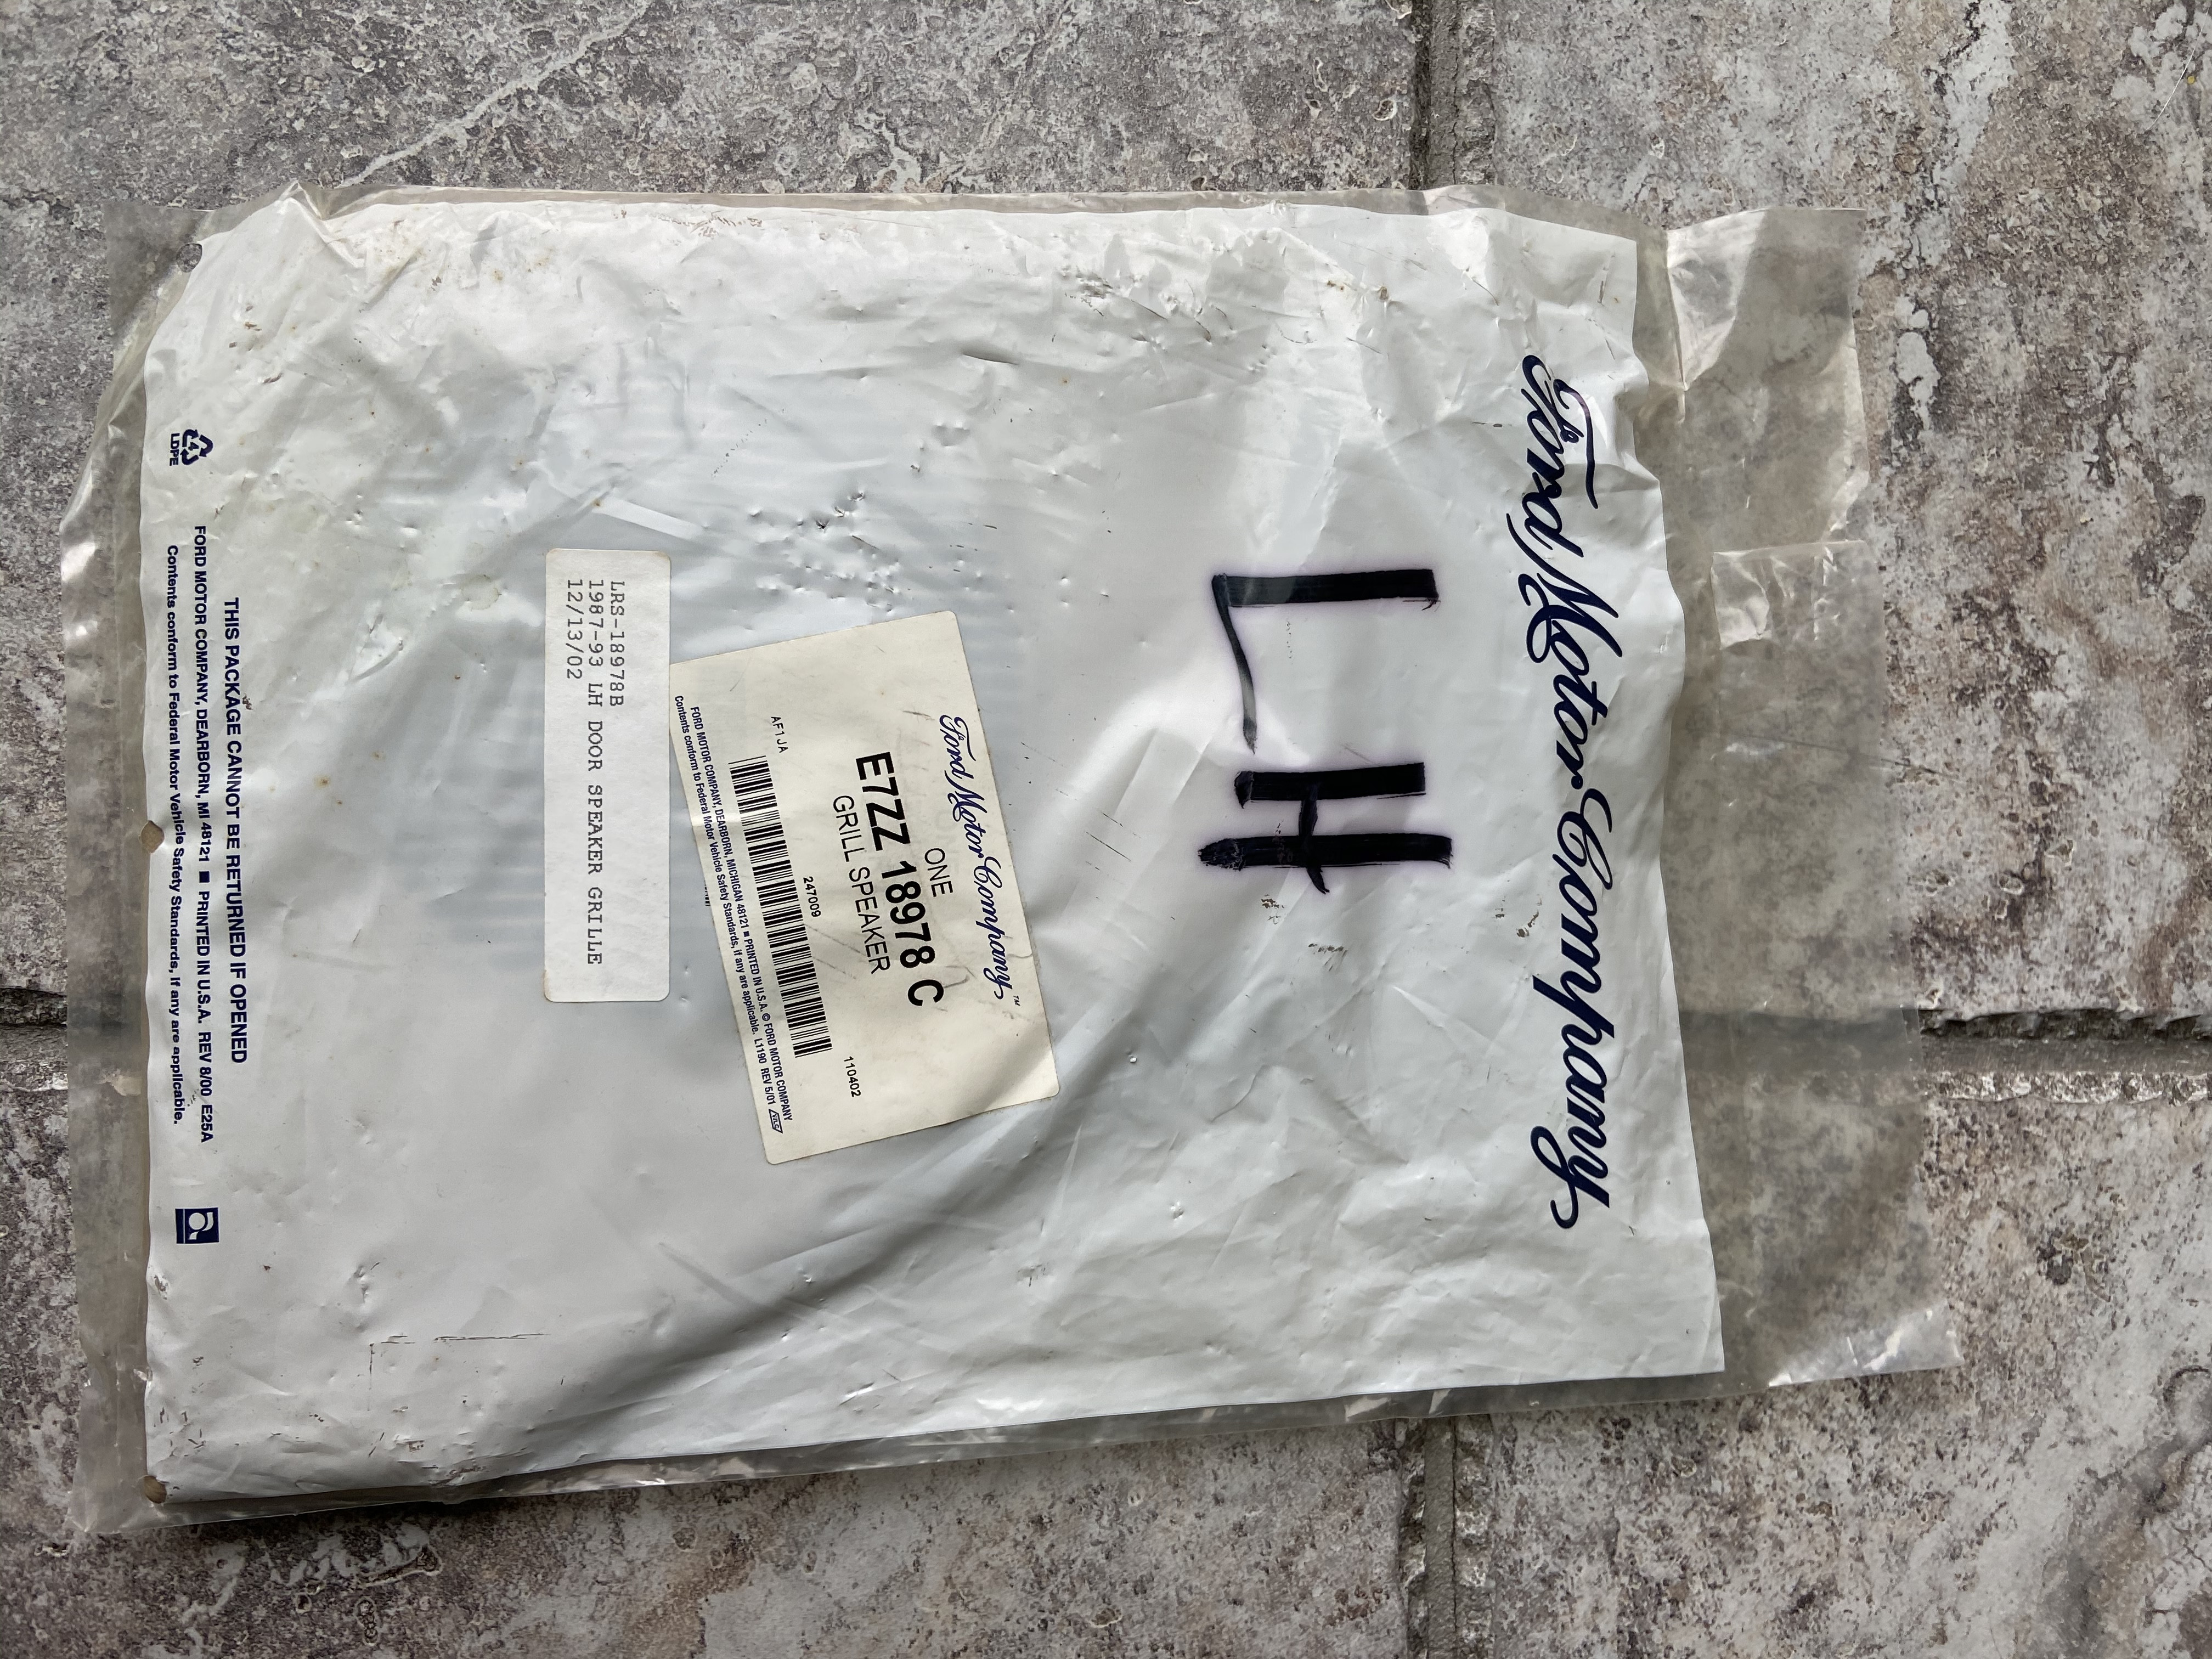 Ford Motor Company
LH
Ford Motor Company™
ONE
E7ZZ 18978 C
GRILL SPEAKER
110402
247009
AF1JA
FORD MOTOR COMPANY, DEARBORN, MICHIGAN 48121 ■ PRINTED IN U.S.A. © FORD MOTOR COMPANY
Contents conform to Federal Motor Vehicle Safety Standards, if any are applicable. L1190 REV 5/01
LRS-18978B
1987-93 LH DOOR SPEAKER GRILLE
12/13/02
THIS PACKAGE CANNOT BE RETURNED IF OPENED
FORD MOTOR COMPANY, DEARBORN, MI 48121 ■ PRINTED IN U.S.A. REV 8/00 E25A
Contents conform to Federal Motor Vehicle Safety Standards, if any are applicable.
4
LDPE